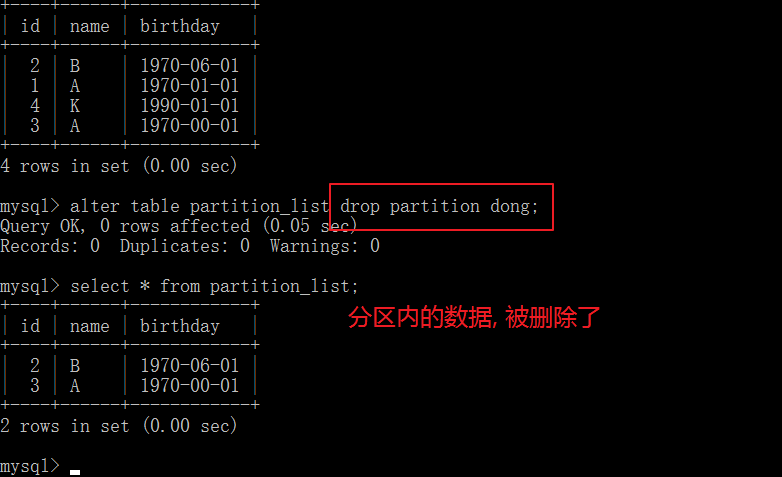 +----+------+------------+
| id | name | birthday   |
+----+------+------------+
|  2 | B    | 1970-06-01 |
|  1 | A    | 1970-01-01 |
|  4 | K    | 1990-01-01 |
|  3 | A    | 1970-00-01 |
+----+------+------------+
4 rows in set (0.00 sec)
mysql> alter table partition_list drop partition dong;
Query OK, 0 rows affected (0.05 sec)
Records: 0  Duplicates: 0  Warnings: 0
mysql> select * from partition_list;
+----+------+------------+
| id | name | birthday   |
+----+------+------------+
|  2 | B    | 1970-06-01 |
|  3 | A    | 1970-00-01 |
+----+------+------------+
分区内的数据, 被删除了
2 rows in set (0.00 sec)
mysql>